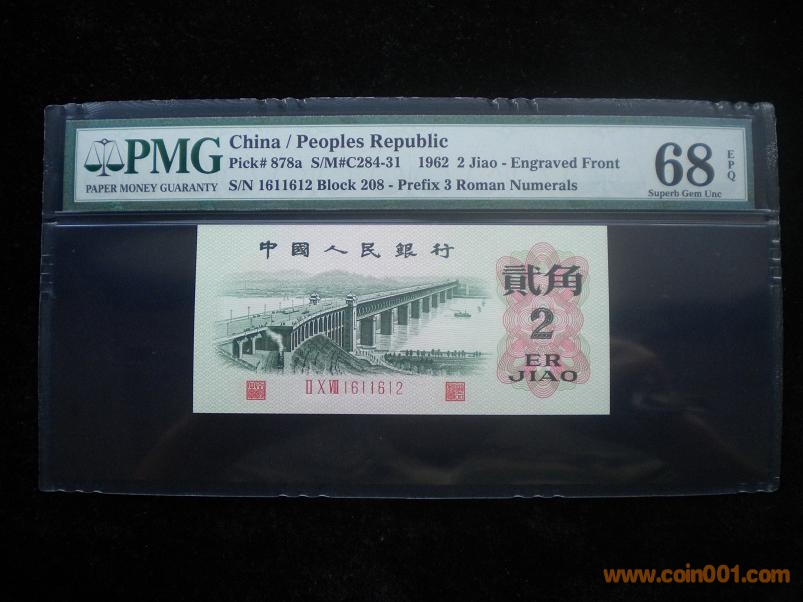 PMG
PAPER MONEY GUARANTY
China / Peoples Republic
Pick# 878a S/M#C284-31 1962 2 Jiao - Engraved Front
S/N 1611612 Block 208 - Prefix 3 Roman Numerals
68 EPQ
Superb Gem Unc
中國人民銀行
貳角
2
ER
JIAO
ⅡⅩⅧ1611612
www.coin001.com